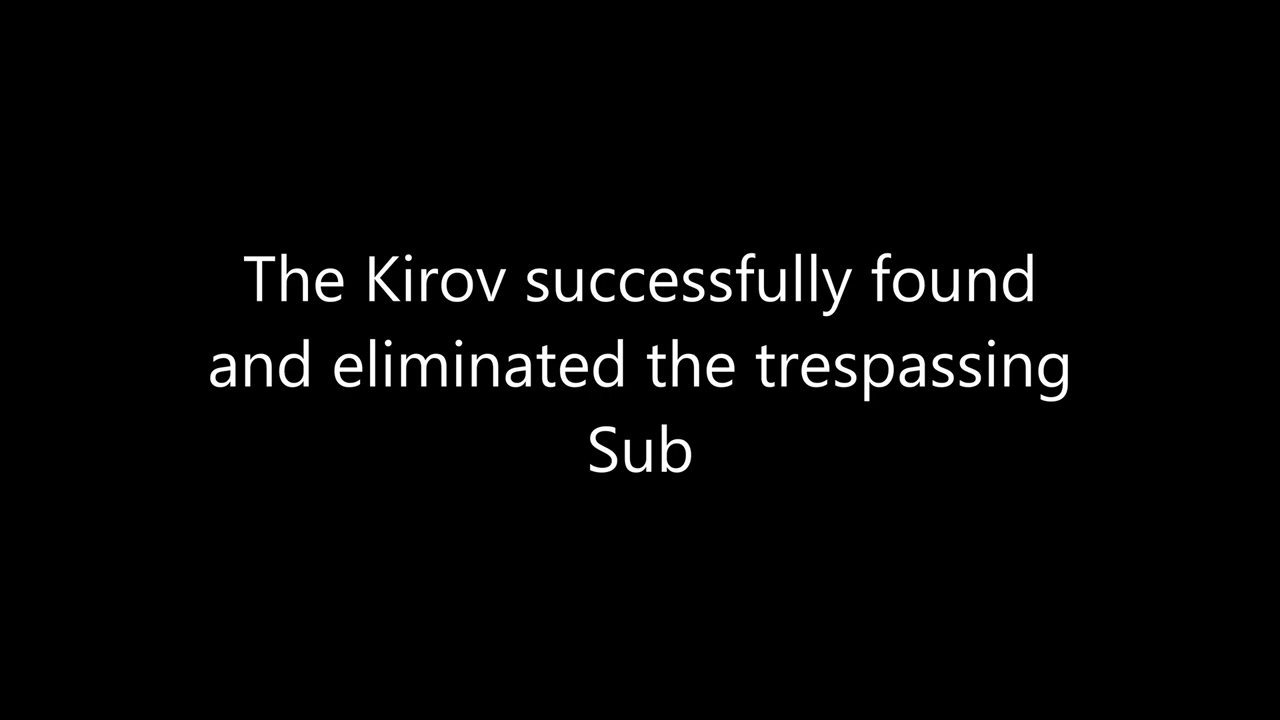 The Kirov successfully found
and eliminated the trespassing
Sub